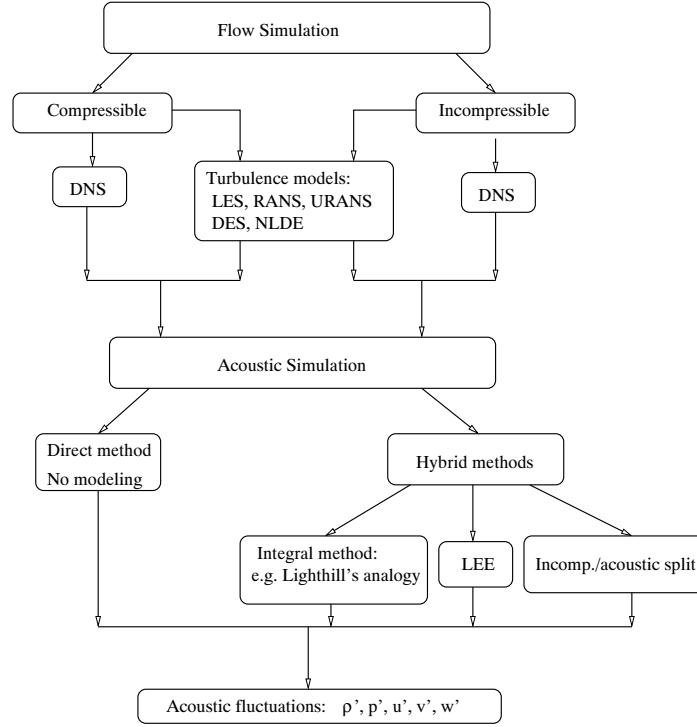 Flow Simulation
Compressible
Incompressible
DNS
Turbulence models:
LES, RANS, URANS
DES, NLDE
DNS
Acoustic Simulation
Direct method
No modeling
Hybrid methods
Integral method:
e.g. Lighthill's analogy
LEE
Incomp./acoustic split
Acoustic fluctuations: ρ', p', u', v', w'